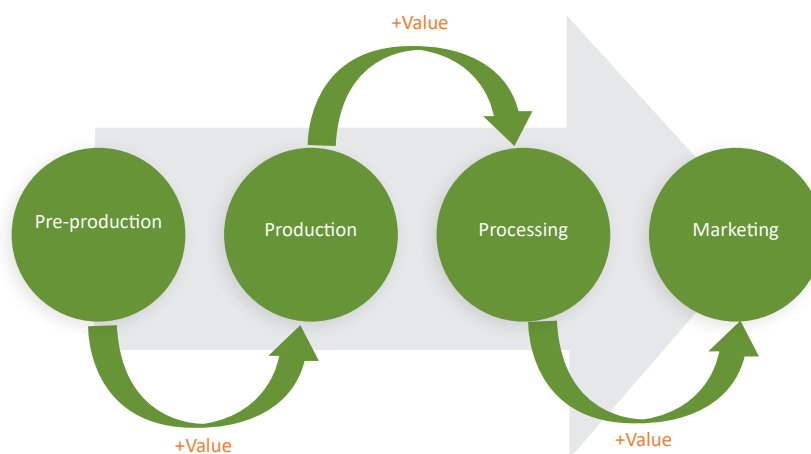 +Value
Pre-production
Production
Processing
Marketing
+Value
+Value